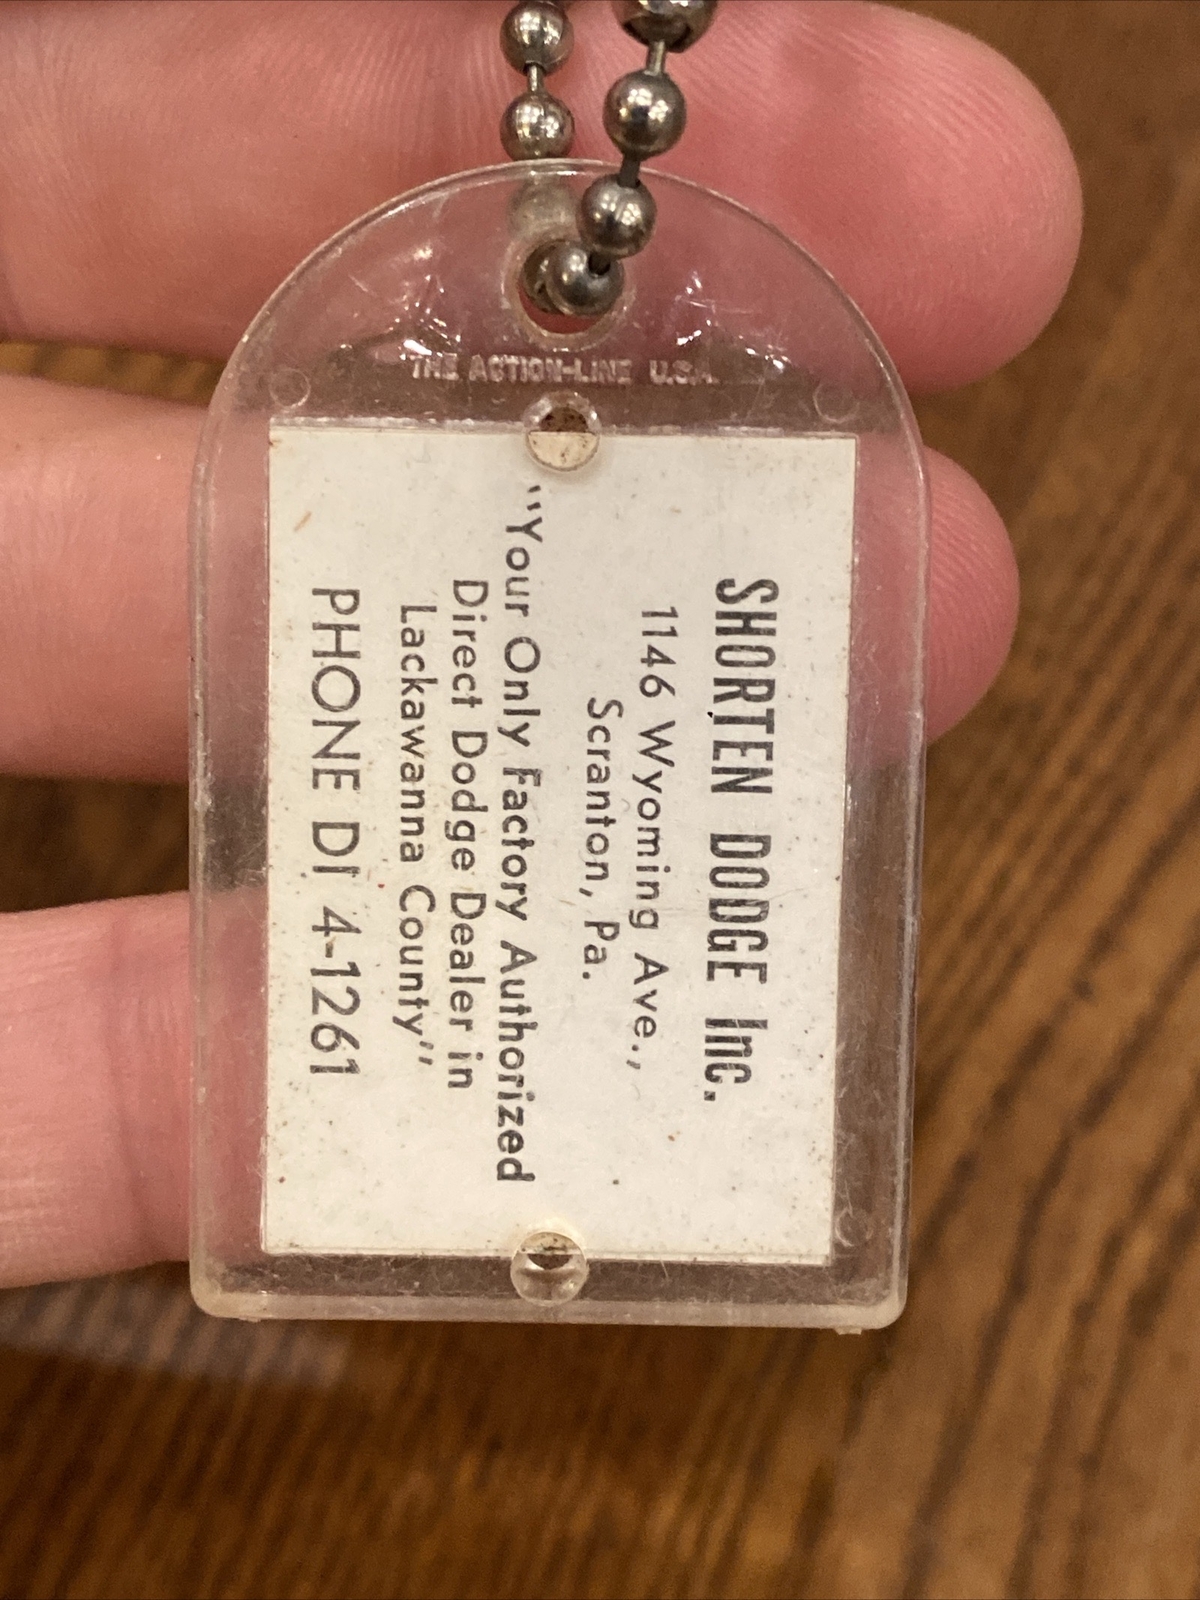 THE ACTION-LINE U.S.A.
SHORTEN DODGE Inc.
1146 Wyoming Ave.,
Scranton, Pa.
"Your Only Factory Authorized
Direct Dodge Dealer in
Lackawanna County"
PHONE DI 4-1261